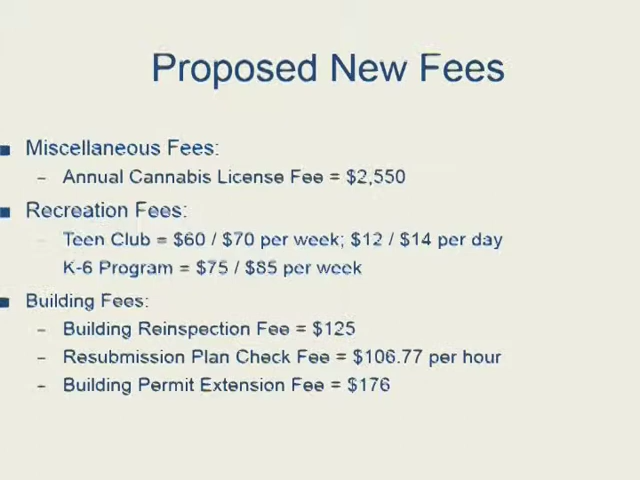 Proposed New Fees
Miscellaneous Fees:
– Annual Cannabis License Fee = $2,550
Recreation Fees:
– Teen Club = $60 / $70 per week; $12 / $14 per day
K-6 Program = $75 / $85 per week
Building Fees:
– Building Reinspection Fee = $125
– Resubmission Plan Check Fee = $106.77 per hour
– Building Permit Extension Fee = $176